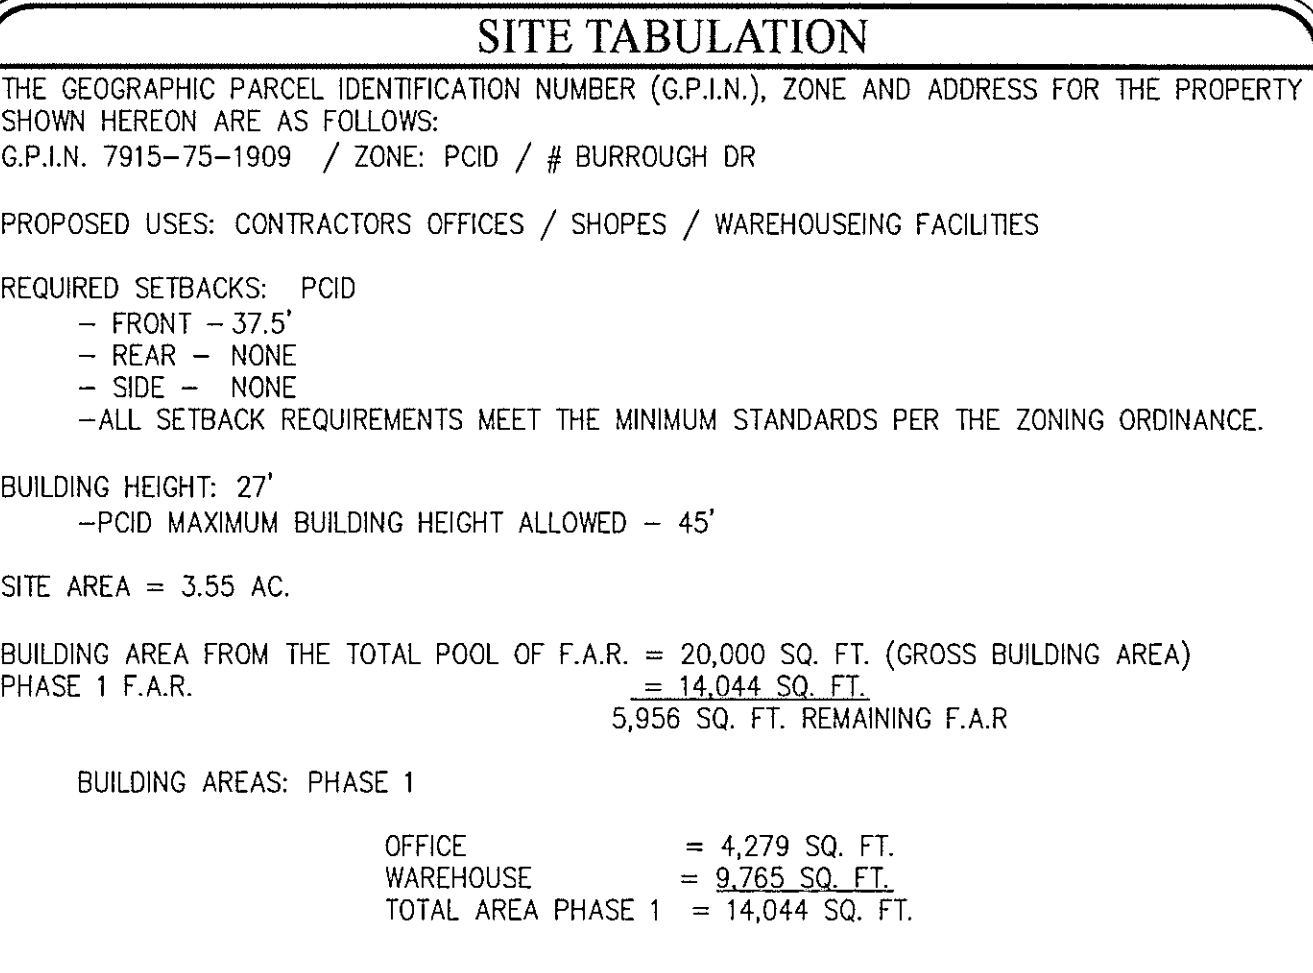 SITE TABULATION
THE GEOGRAPHIC PARCEL IDENTIFICATION NUMBER (G.P.I.N.), ZONE AND ADDRESS FOR THE PROPERTY
SHOWN HEREON ARE AS FOLLOWS:
G.P.I.N. 7915-75-1909 / ZONE: PCID / # BURROUGH DR
PROPOSED USES: CONTRACTORS OFFICES / SHOPES / WAREHOUSEING FACILITIES
REQUIRED SETBACKS: PCID
- FRONT - 37.5'
- REAR - NONE
- SIDE - NONE
-ALL SETBACK REQUIREMENTS MEET THE MINIMUM STANDARDS PER THE ZONING ORDINANCE.
BUILDING HEIGHT: 27'
-PCID MAXIMUM BUILDING HEIGHT ALLOWED - 45'
SITE AREA = 3.55 AC.
BUILDING AREA FROM THE TOTAL POOL OF F.A.R. = 20,000 SQ. FT. (GROSS BUILDING AREA)
PHASE 1 F.A.R. = 14,044 SQ. FT.
5,956 SQ. FT. REMAINING F.A.R
BUILDING AREAS: PHASE 1
OFFICE = 4,279 SQ. FT.
WAREHOUSE = 9,765 SQ. FT.
TOTAL AREA PHASE 1 = 14,044 SQ. FT.